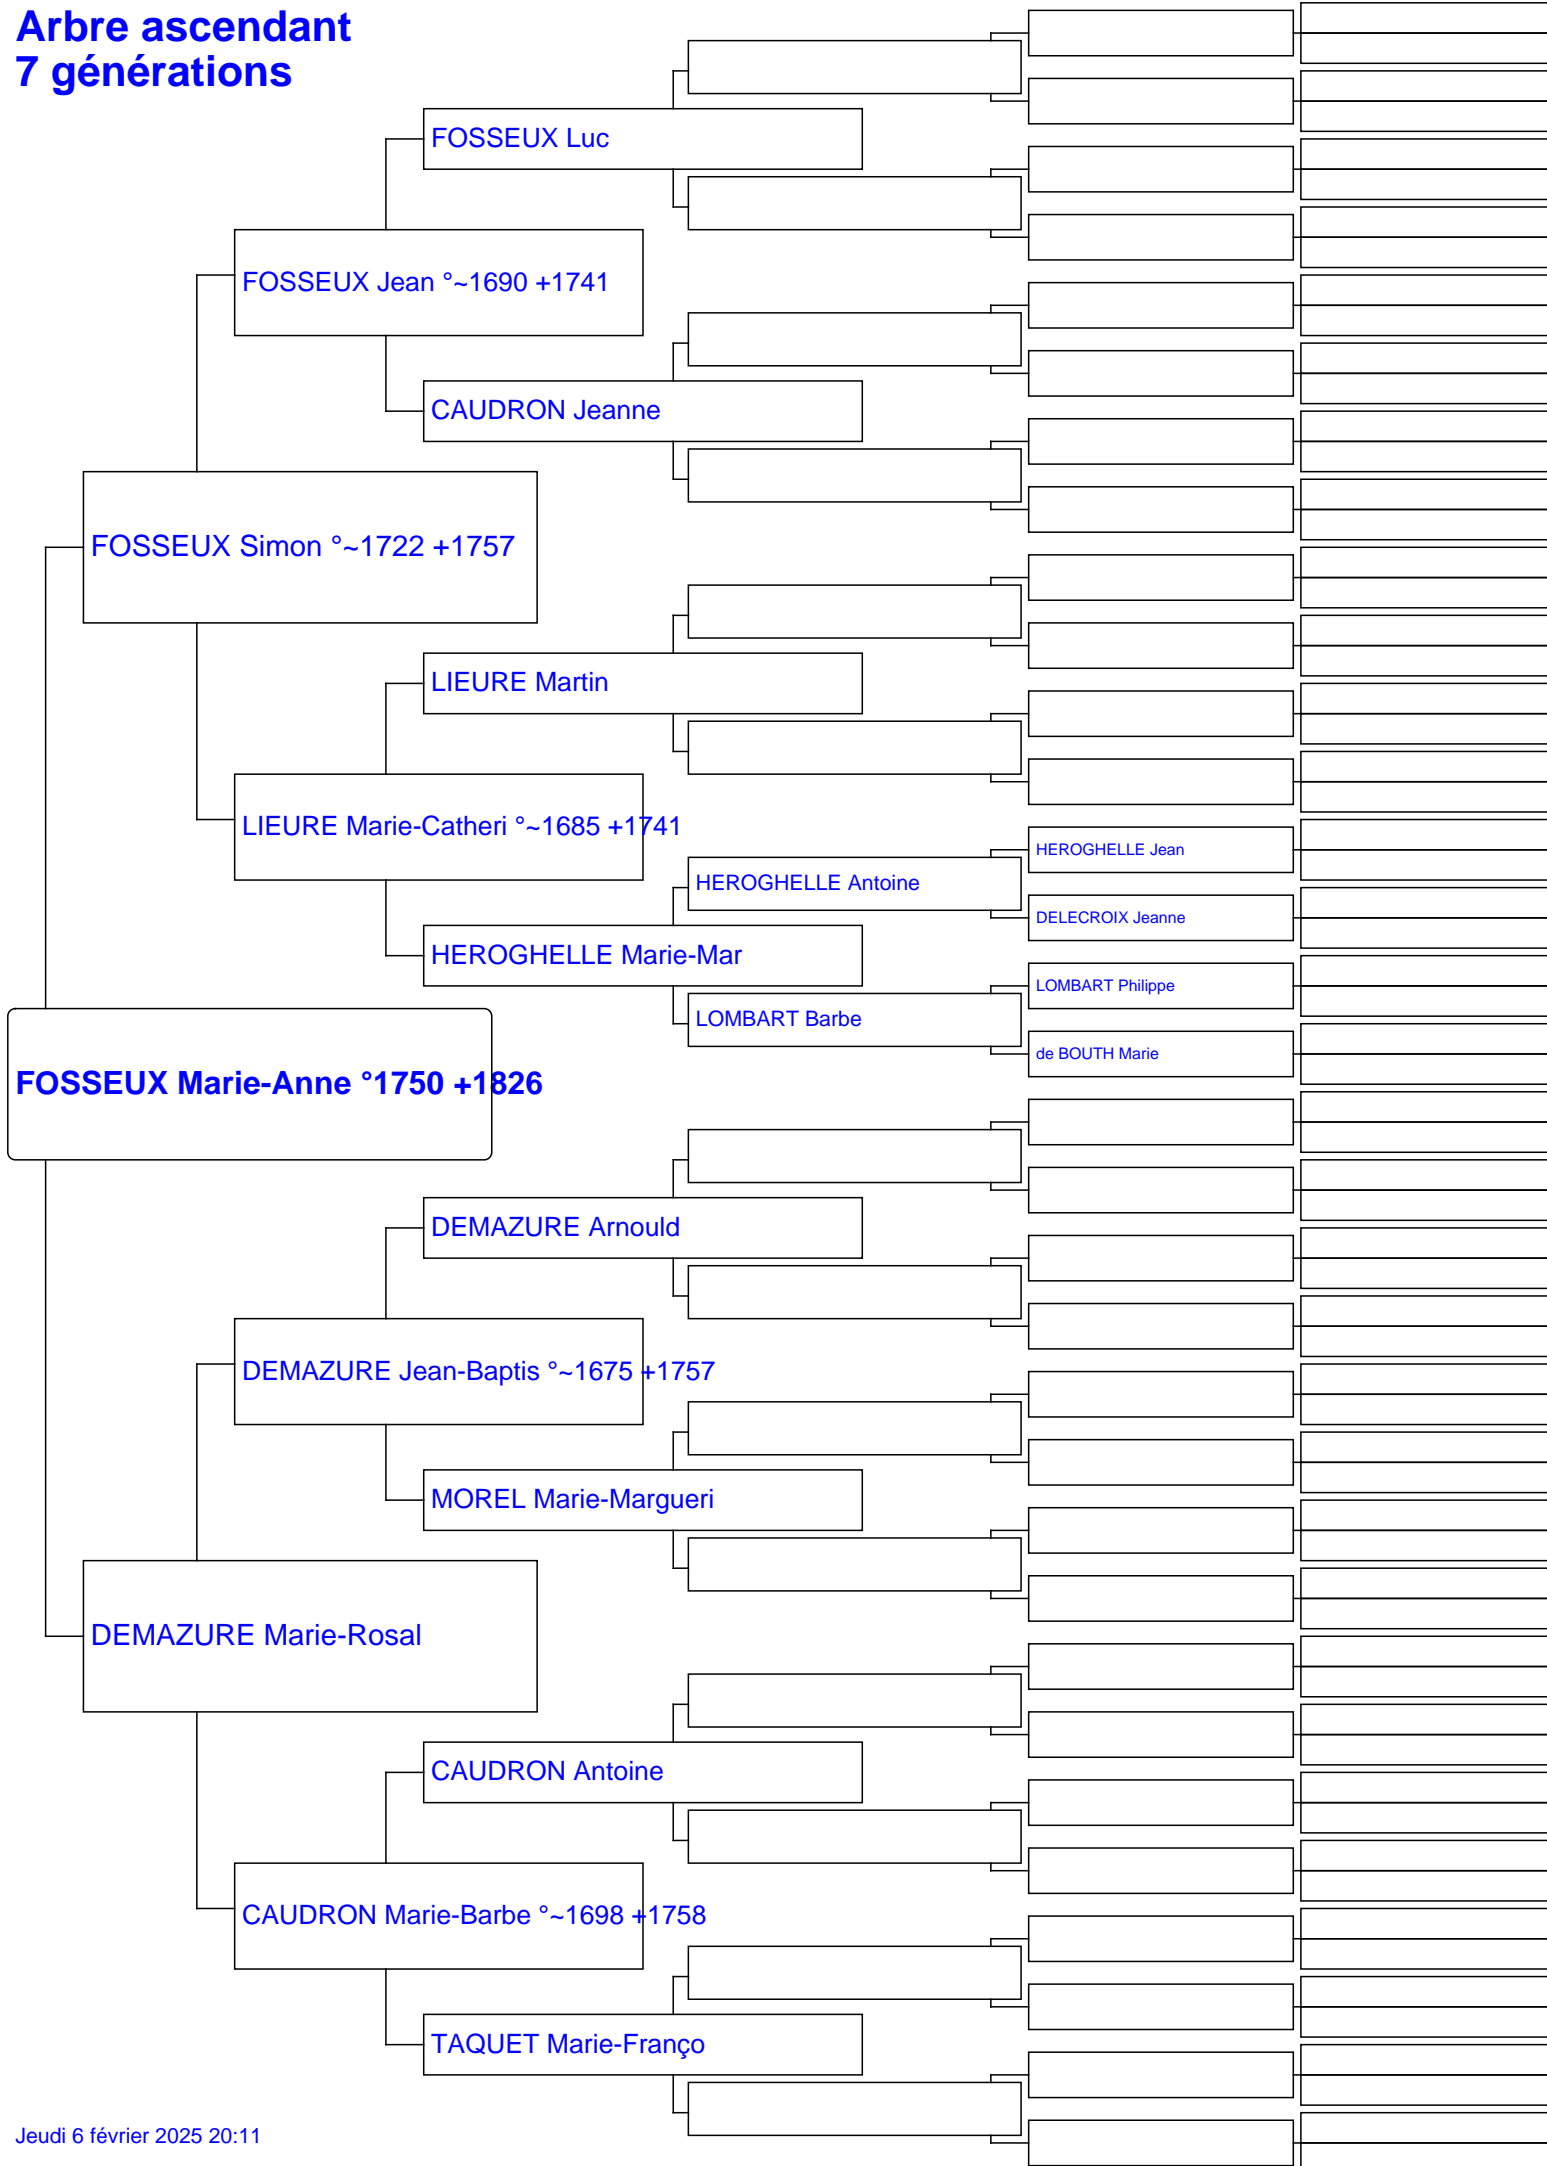 Arbre ascendant
7 générations
FOSSEUX Luc
FOSSEUX Jean °~1690 +1741
CAUDRON Jeanne
FOSSEUX Simon °~1722 +1757
LIEURE Martin
LIEURE Marie-Catheri °~1685 +1741
HEROGHELLE Jean
HEROGHELLE Antoine
DELECROIX Jeanne
HEROGHELLE Marie-Mar
LOMBART Philippe
LOMBART Barbe
de BOUTH Marie
FOSSEUX Marie-Anne °1750 +1826
DEMAZURE Arnould
DEMAZURE Jean-Baptis °~1675 +1757
MOREL Marie-Margueri
DEMAZURE Marie-Rosal
CAUDRON Antoine
CAUDRON Marie-Barbe °~1698 +1758
TAQUET Marie-Franço
Jeudi 6 février 2025 20:11